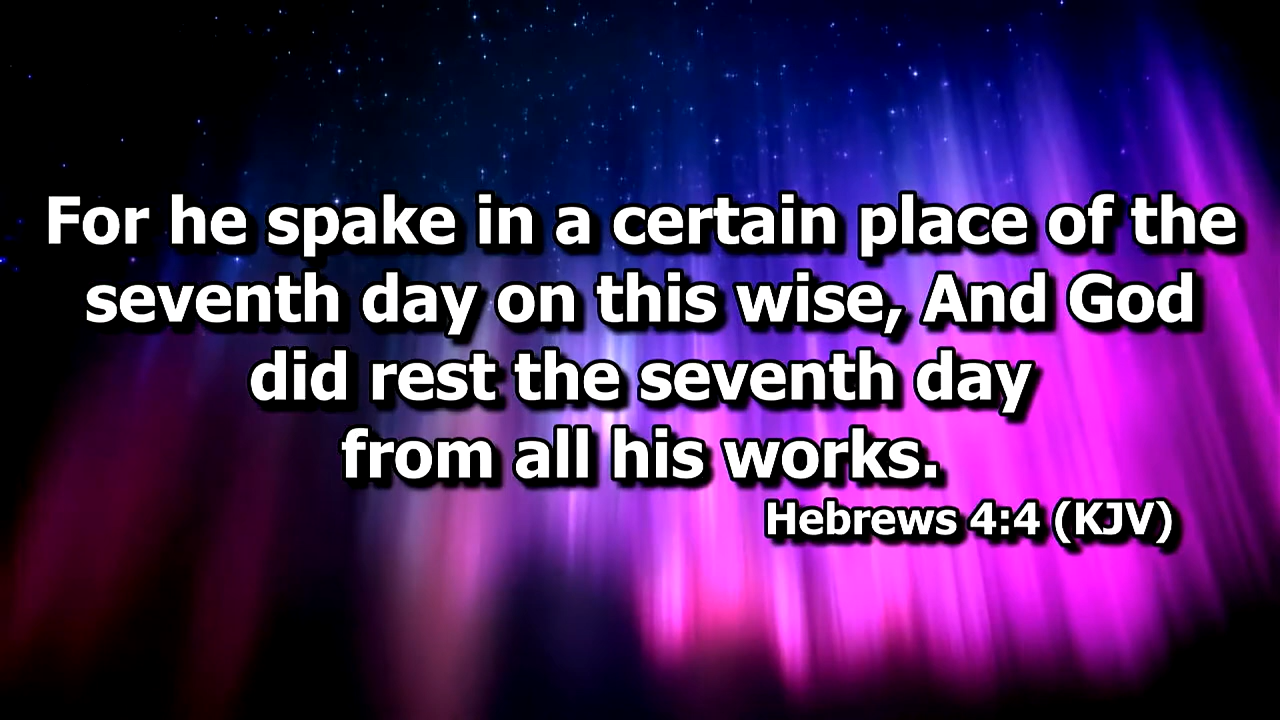 For he spake in a certain place of the
seventh day on this wise, And God
did rest the seventh day
from all his works.
Hebrews 4:4 (KJV)